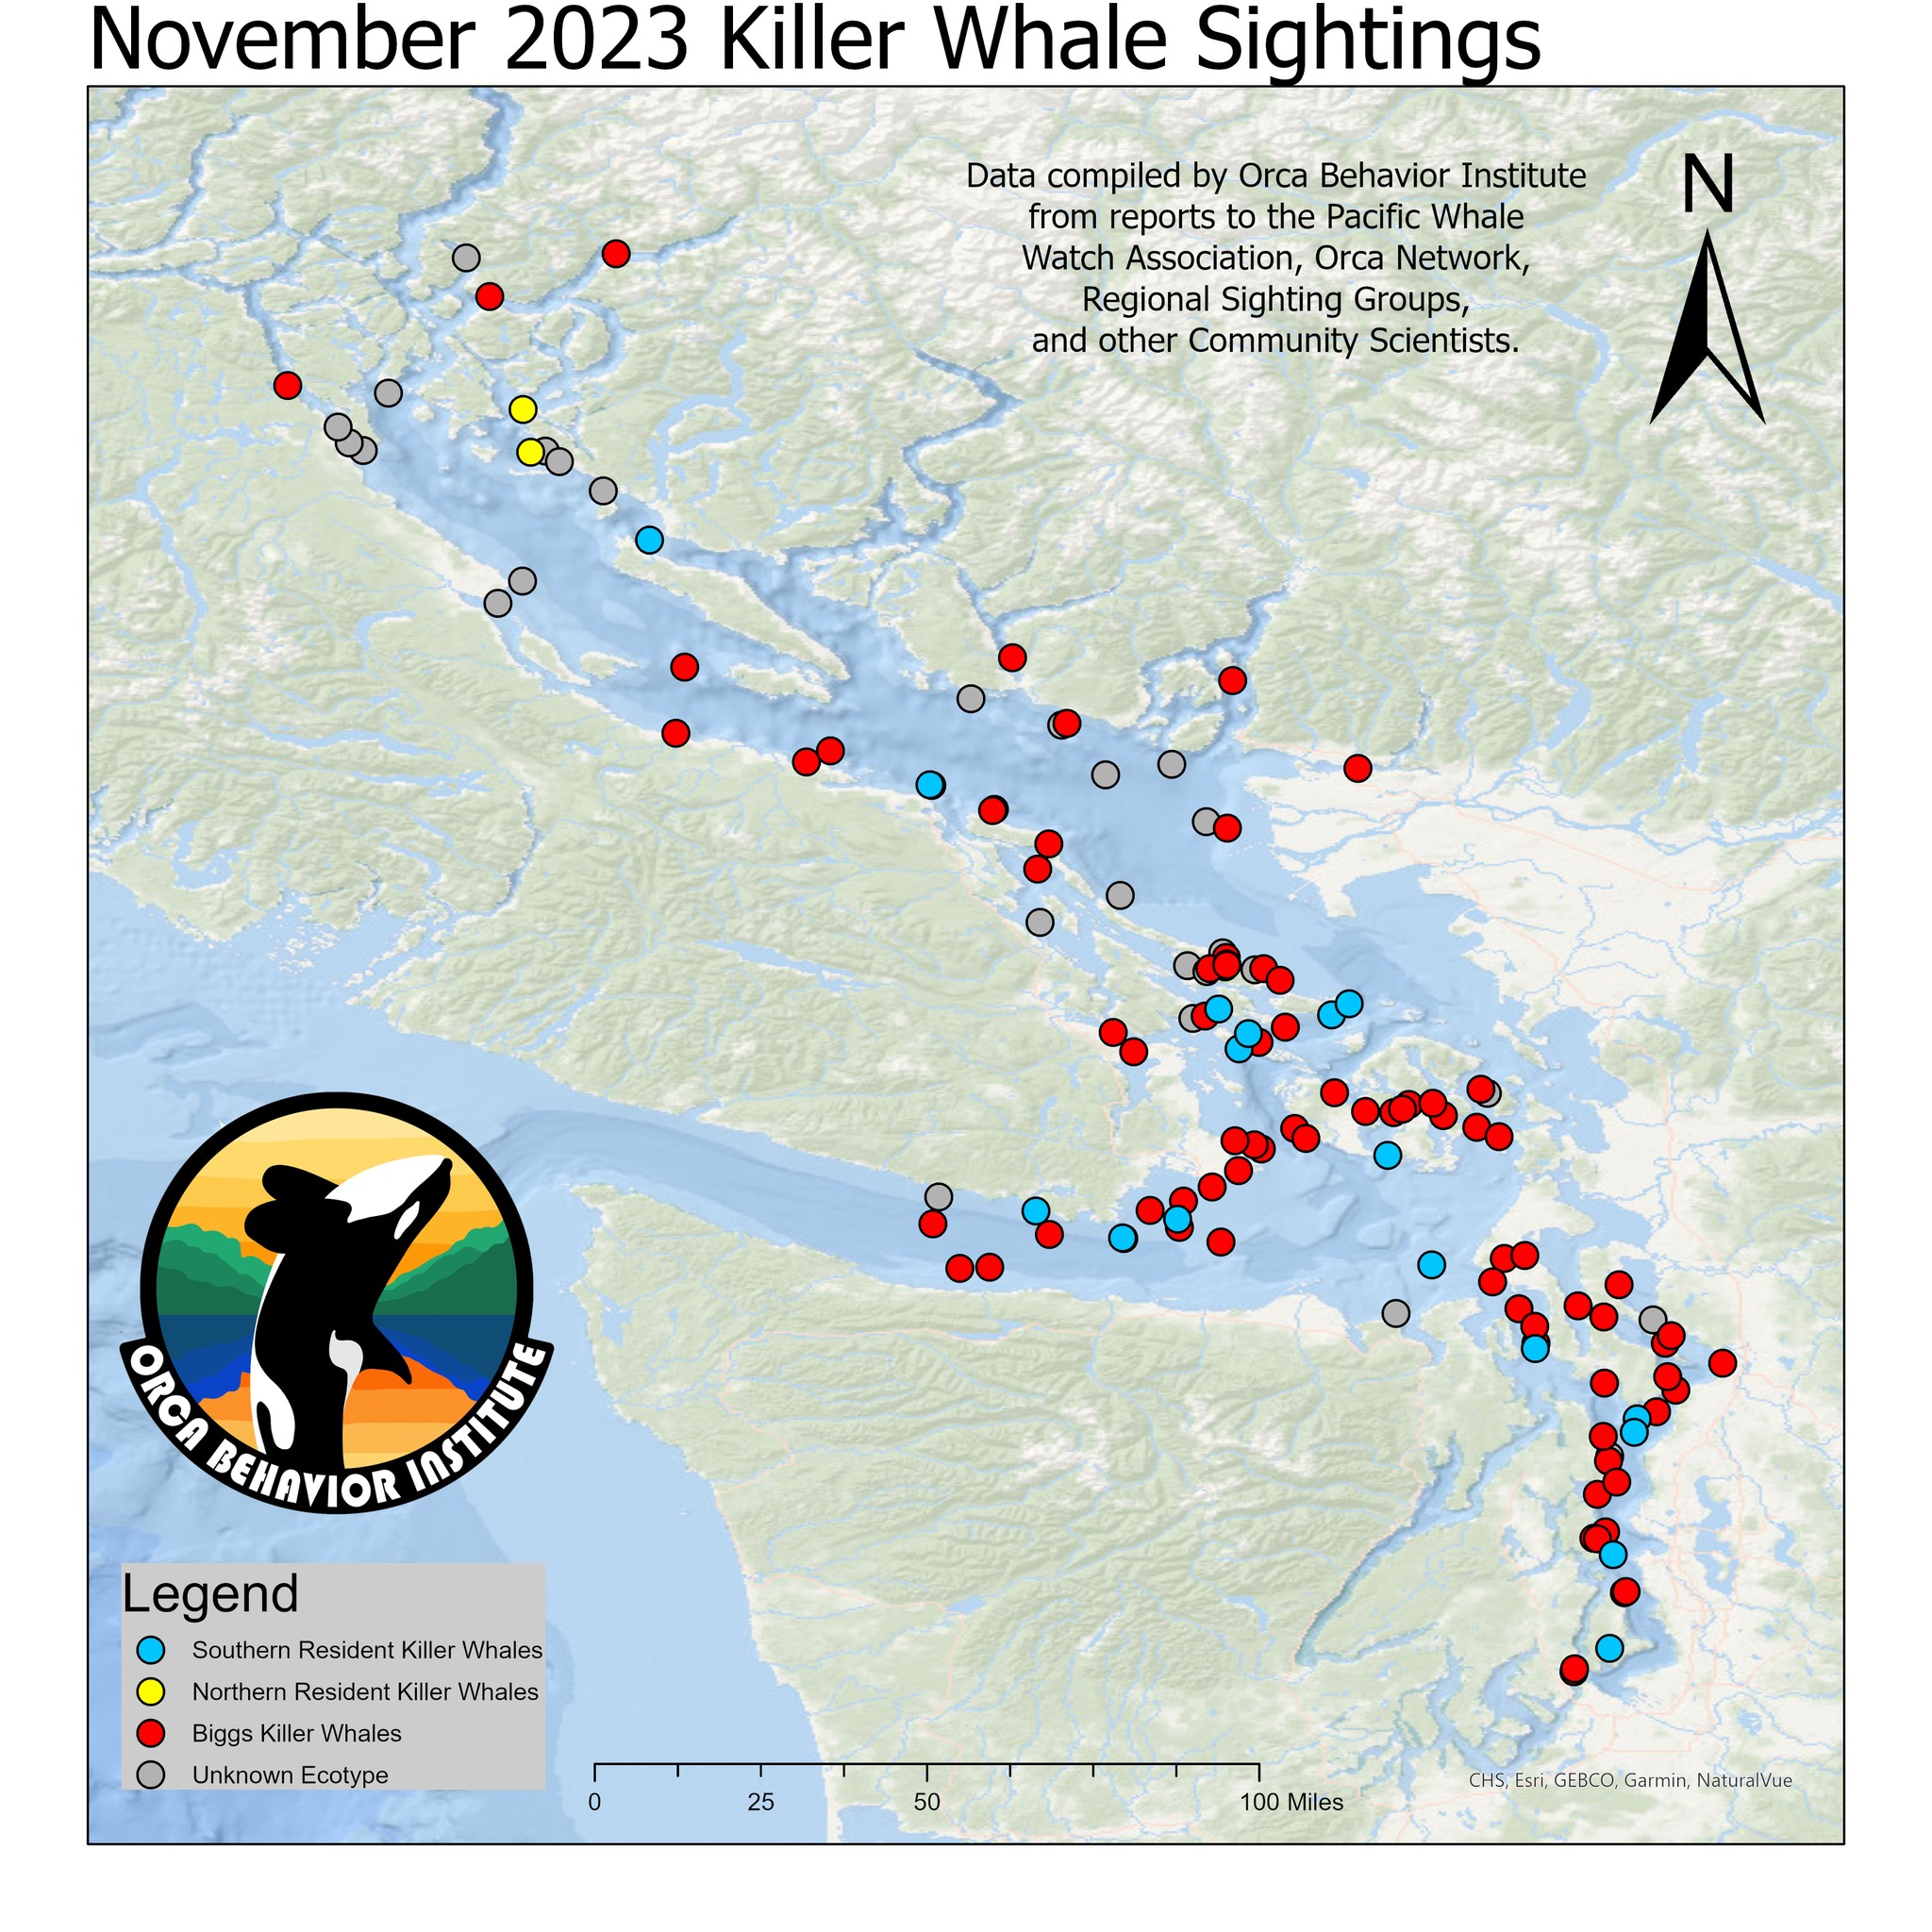 November 2023 Killer Whale Sightings
Data compiled by Orca Behavior Institute
from reports to the Pacific Whale
Watch Association, Orca Network,
Regional Sighting Groups,
and other Community Scientists.
N
ORCA BEHAVIOR INSTITUTE
Legend
Southern Resident Killer Whales
Northern Resident Killer Whales
Biggs Killer Whales
Unknown Ecotype
0 25 50 100 Miles
CHS, Esri, GEBCO, Garmin, NaturalVue